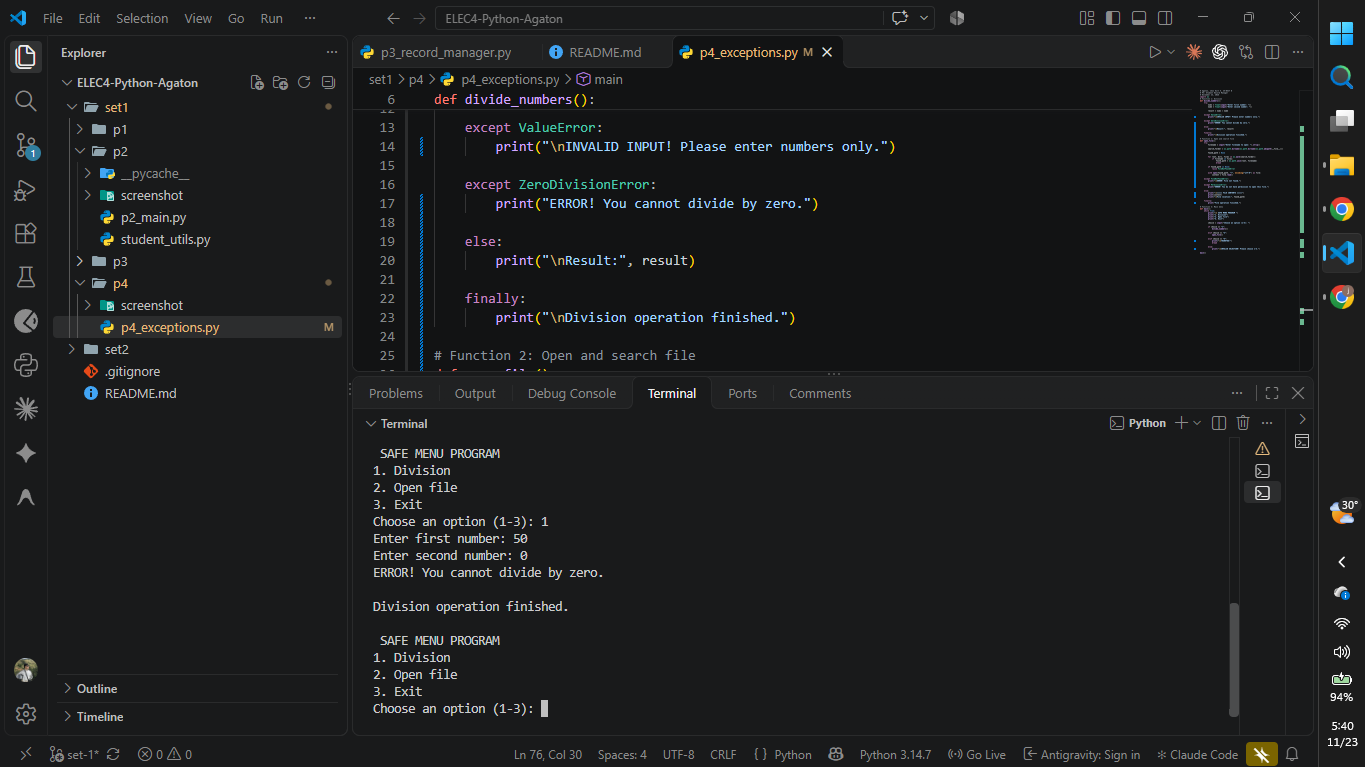 File Edit Selection View Go Run ···
ELEC4-Python-Agaton
Explorer
ELEC4-Python-Agaton
set1
p1
p2
__pycache__
screenshot
p2_main.py
student_utils.py
p3
p4
screenshot
p4_exceptions.py M
set2
.gitignore
README.md
Outline
Timeline
1
p3_record_manager.py README.md p4_exceptions.py M
set1 > p4 > p4_exceptions.py > main
6 def divide_numbers():
12
13 except ValueError:
14 print("\nINVALID INPUT! Please enter numbers only.")
15
16 except ZeroDivisionError:
17 print("ERROR! You cannot divide by zero.")
18
19 else:
20 print("\nResult:", result)
21
22 finally:
23 print("\nDivision operation finished.")
24
25 # Function 2: Open and search file
Problems Output Debug Console Terminal Ports Comments
Terminal
Python
SAFE MENU PROGRAM
1. Division
2. Open file
3. Exit
Choose an option (1-3): 1
Enter first number: 50
Enter second number: 0
ERROR! You cannot divide by zero.
Division operation finished.
SAFE MENU PROGRAM
1. Division
2. Open file
3. Exit
Choose an option (1-3):
set-1* 0 0 Ln 76, Col 30 Spaces: 4 UTF-8 CRLF { } Python Python 3.14.7 Go Live Antigravity: Sign in Claude Code
30°
94%
5:40
11/23